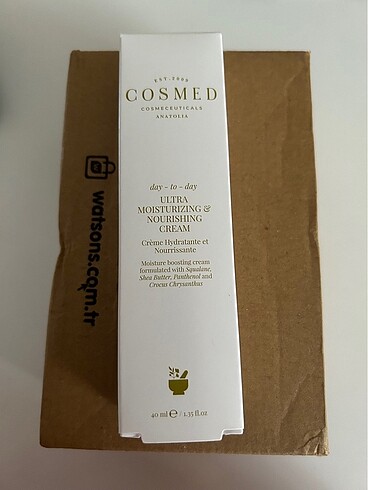 EST. 2009
COSMED
COSMECEUTICALS
ANATOLIA
day - to - day
ULTRA
MOISTURIZING &
NOURISHING
CREAM
Crème Hydratante et
Nourrissante
Moisture boosting cream
formulated with Squalane,
Shea Butter, Panthenol and
Crocus Chrysanthus
40 ml ℮ / 1.35 fl.oz
watsons.com.tr